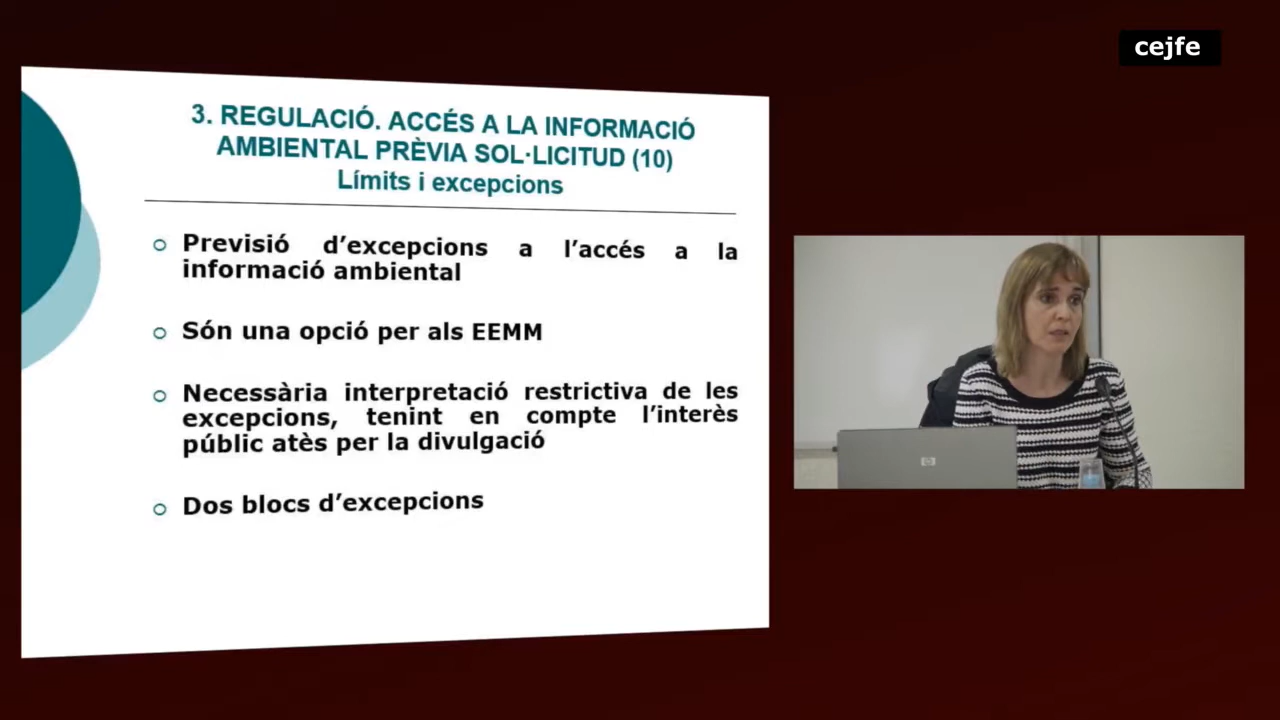 cejfe
3. REGULACIÓ. ACCÉS A LA INFORMACIÓ
AMBIENTAL PRÈVIA SOL·LICITUD (10)
Límits i excepcions
Previsió d'excepcions a l'accés a la
informació ambiental
Són una opció per als EEMM
Necessària interpretació restrictiva de les
excepcions, tenint en compte l'interès
públic atès per la divulgació
Dos blocs d'excepcions
hp